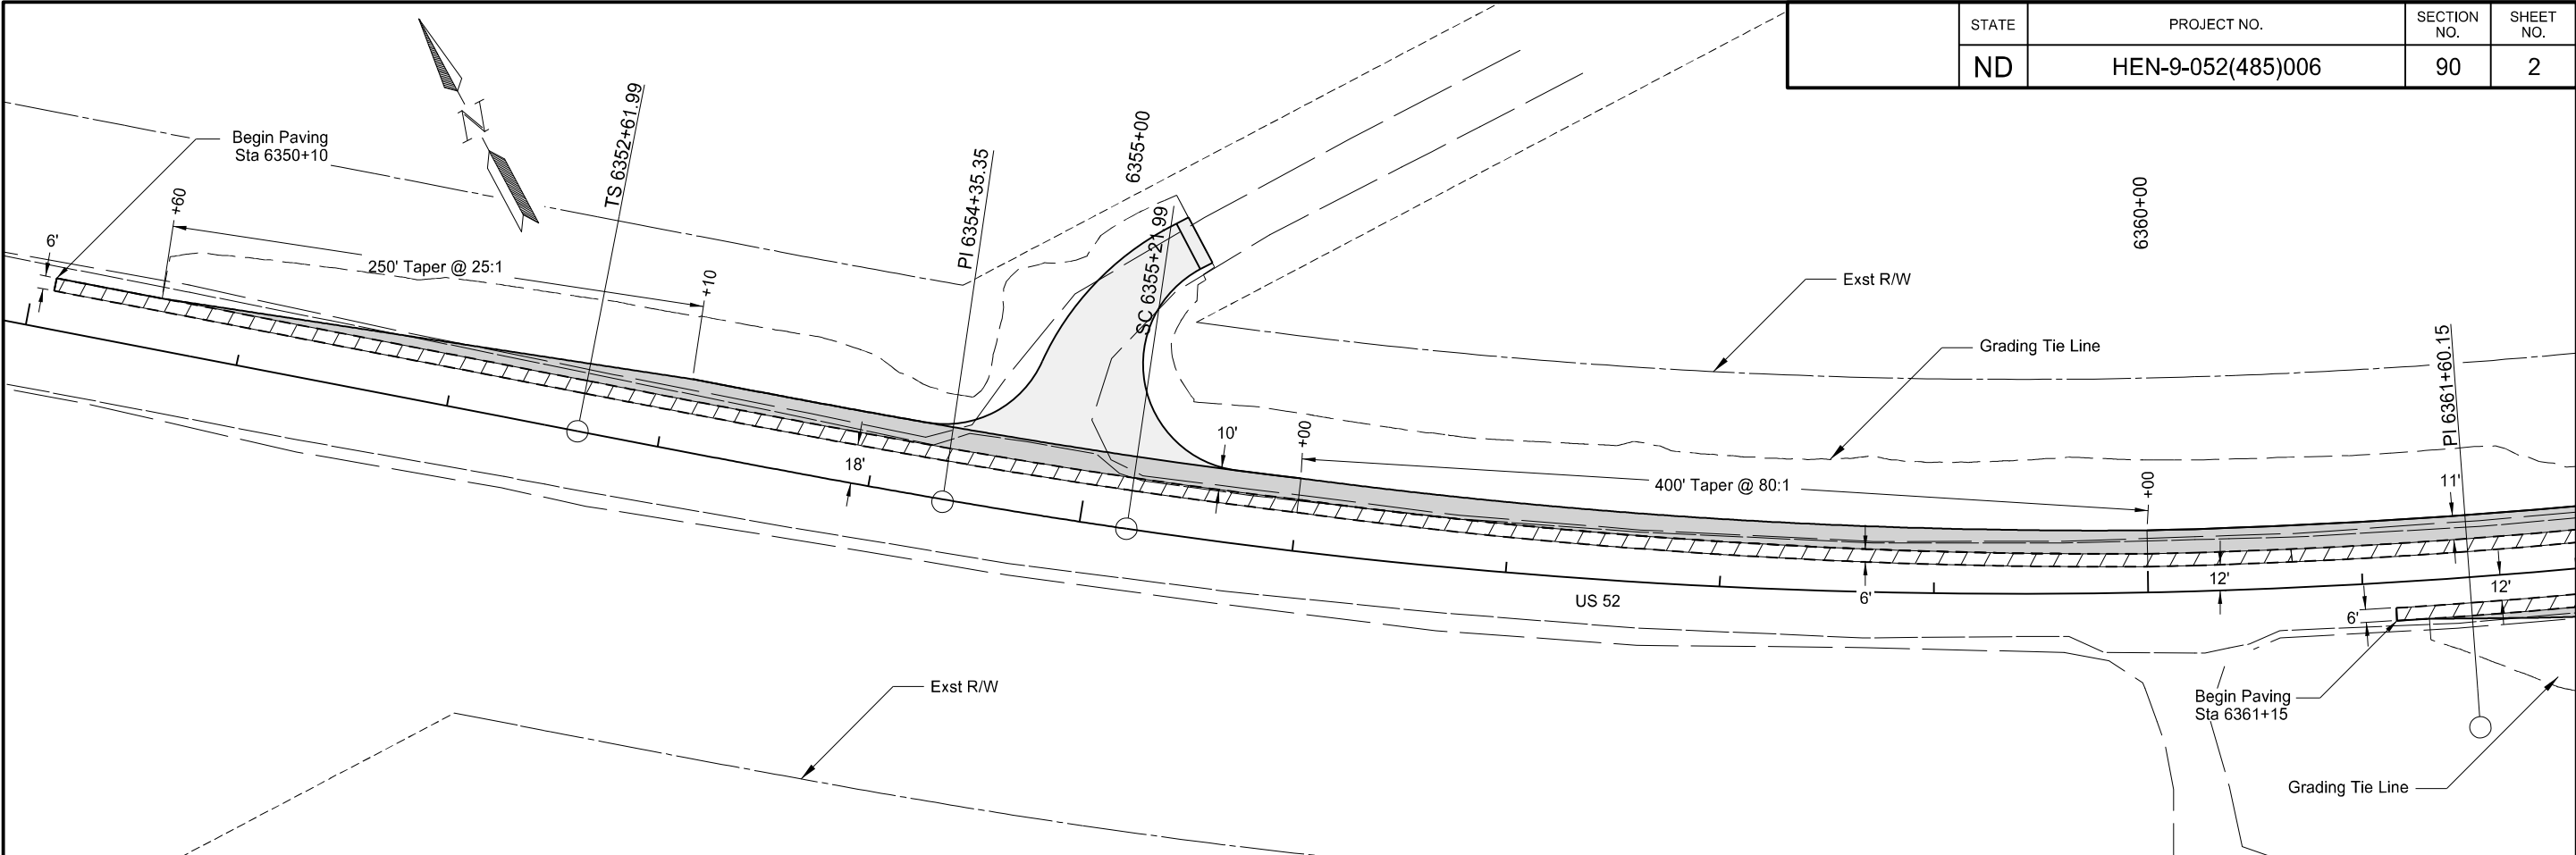 STATE
PROJECT NO.
SECTION
NO.
SHEET
NO.
ND
HEN-9-052(485)006
90
2
Begin Paving
Sta 6350+10
N
TS 6352+61.99
PI 6354+35.35
6355+00
SC 6355+21.99
6360+00
PI 6361+60.15
+60
6'
250' Taper @ 25:1
+10
Exst R/W
Grading Tie Line
10'
+00
18'
400' Taper @ 80:1
+00
11'
6'
12'
12'
US 52
6'
Exst R/W
Begin Paving
Sta 6361+15
Grading Tie Line